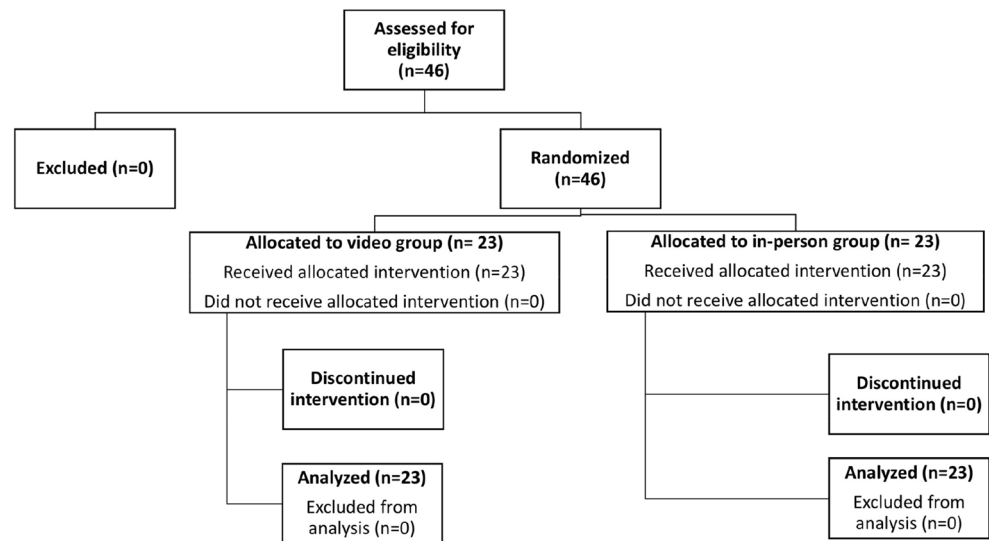 Assessed for
eligibility
(n=46)
Excluded (n=0)
Randomized
(n=46)
Allocated to video group (n= 23)
Received allocated intervention (n=23)
Did not receive allocated intervention (n=0)
Allocated to in-person group (n= 23)
Received allocated intervention (n=23)
Did not receive allocated intervention (n=0)
Discontinued
intervention (n=0)
Discontinued
intervention (n=0)
Analyzed (n=23)
Excluded from
analysis (n=0)
Analyzed (n=23)
Excluded from
analysis (n=0)